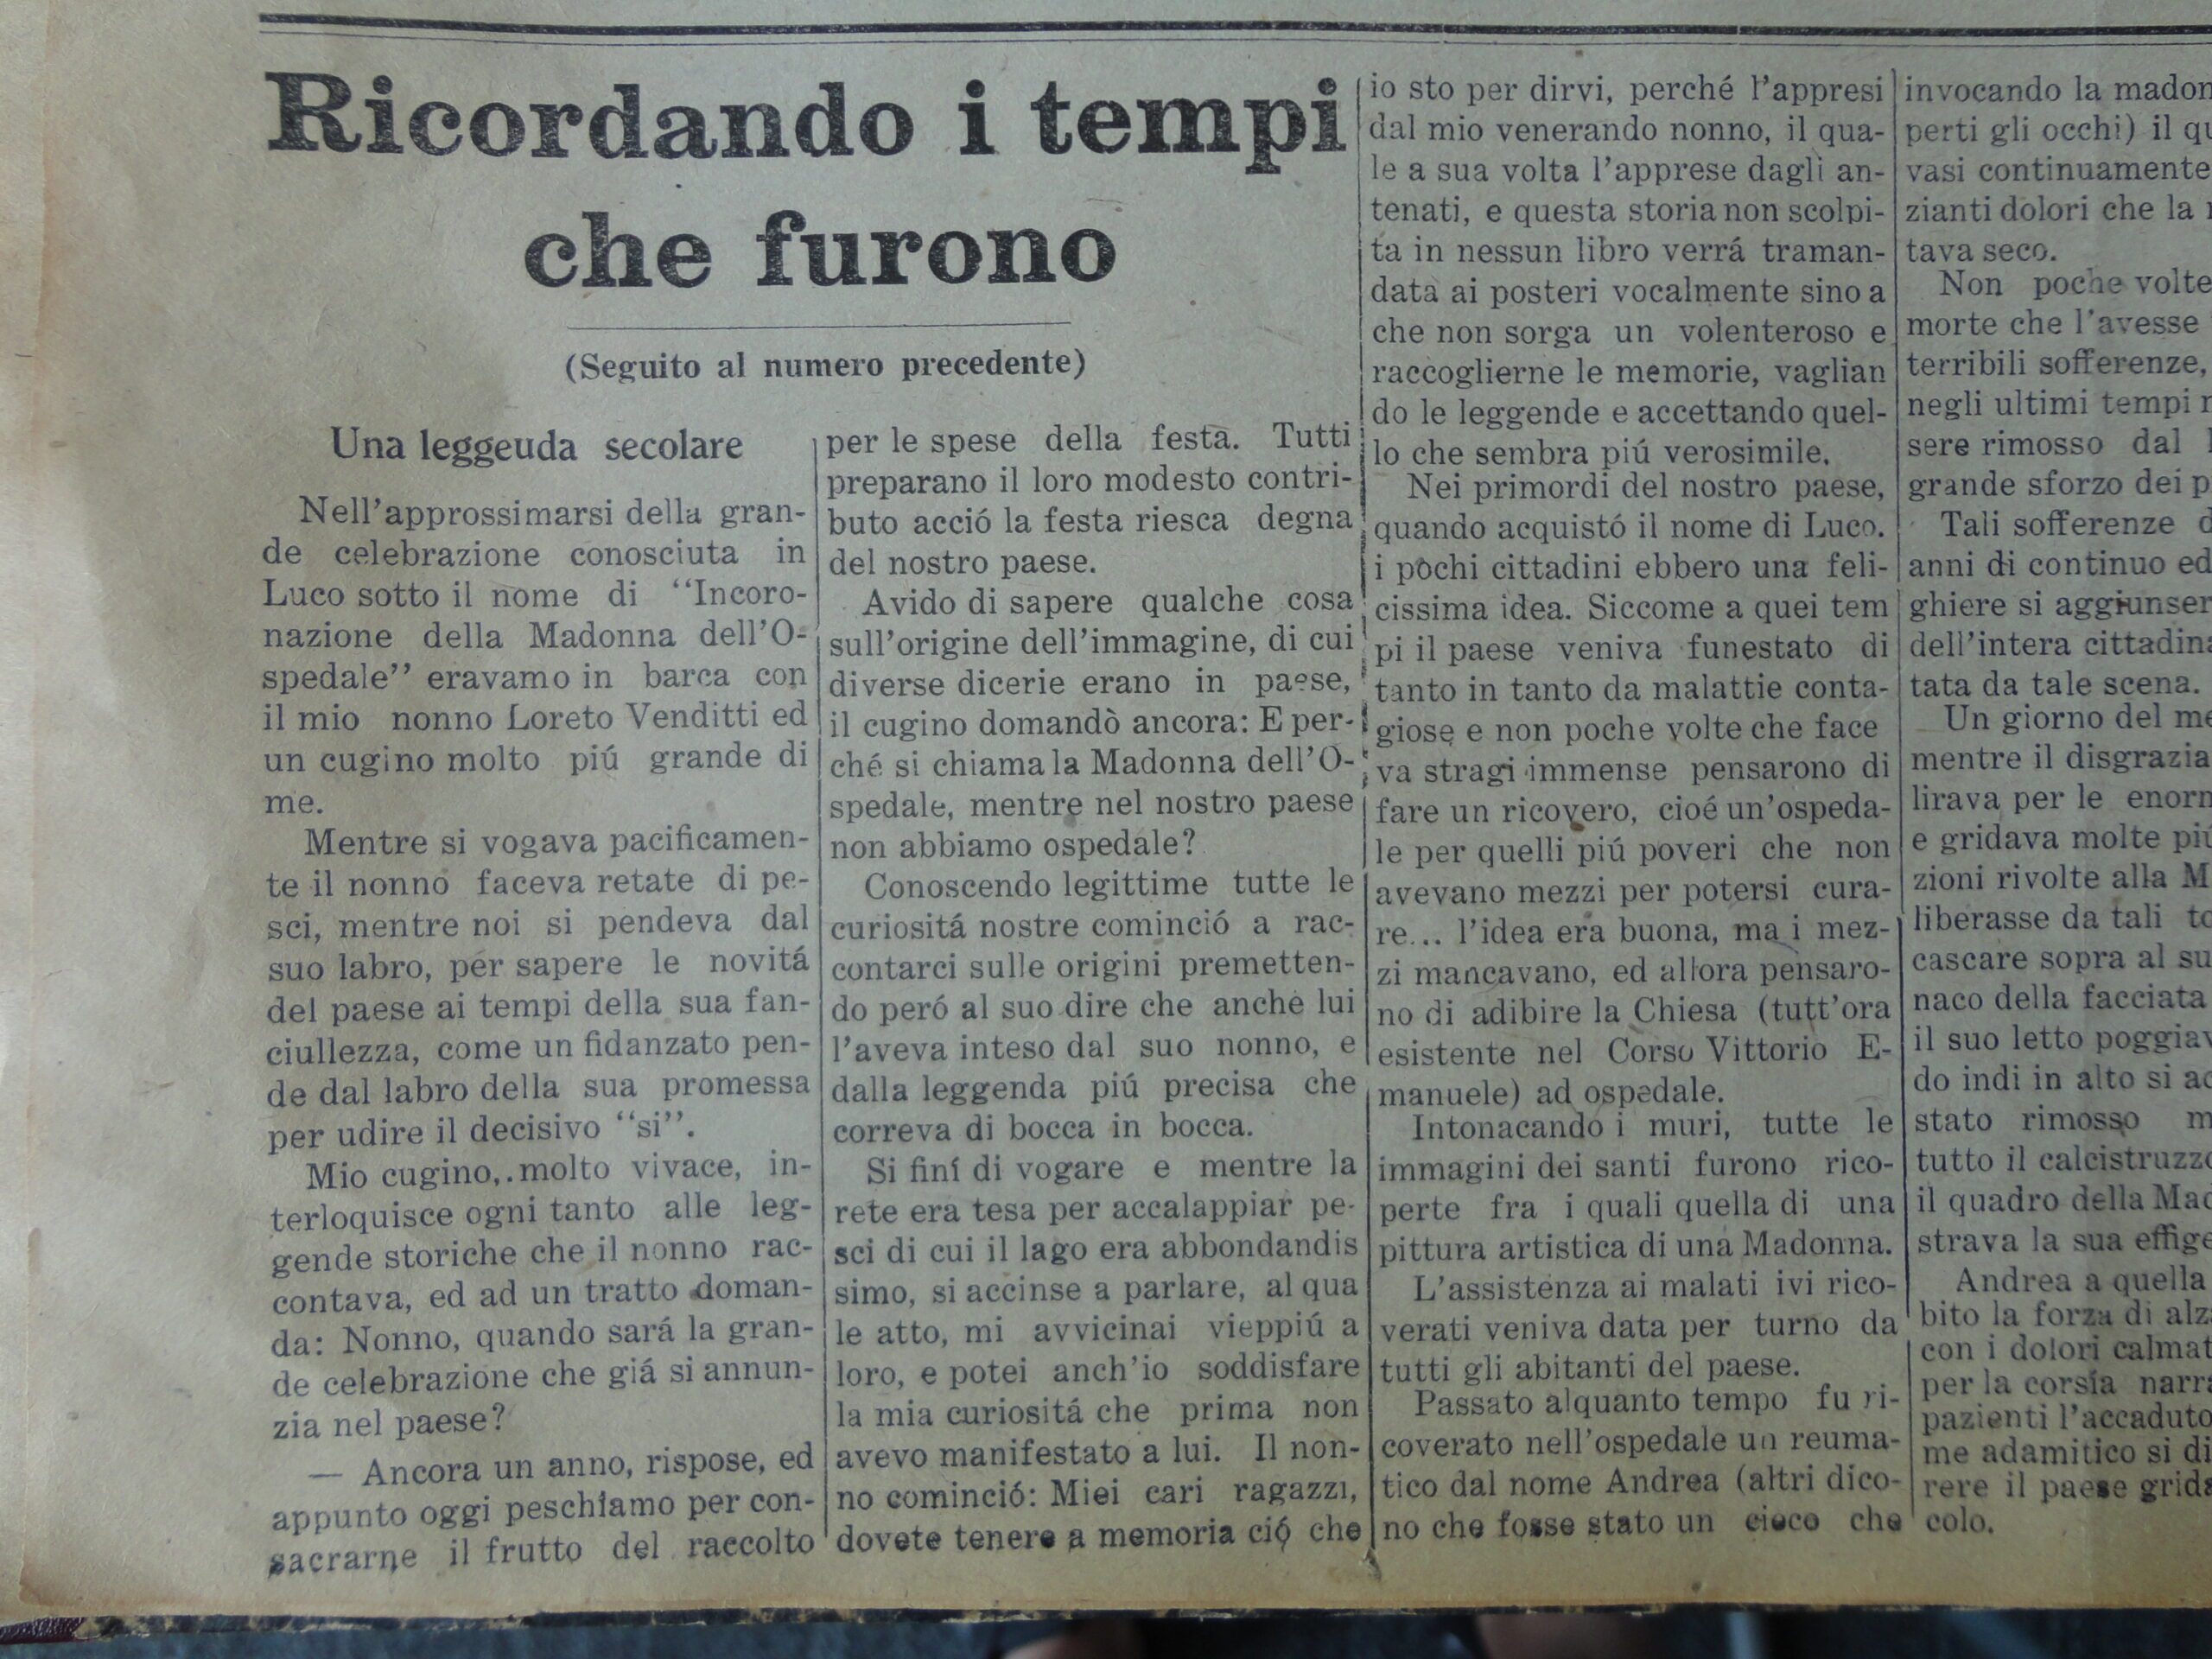 Ricordando i tempi
che furono
(Seguito al numero precedente)
Una leggeuda secolare
Nell'approssimarsi della gran-
de celebrazione conosciuta in
Luco sotto il nome di "Incoro-
nazione della Madonna dell'O-
spedale" eravamo in barca con
il mio nonno Loreto Venditti ed
un cugino molto piú grande di
me.
Mentre si vogava pacificamen-
te il nonno faceva retate di pe-
sci, mentre noi si pendeva dal
suo labro, per sapere le novitá
del paese ai tempi della sua fan-
ciullezza, come un fidanzato pen-
de dal labro della sua promessa
per udire il decisivo "si".
Mio cugino, molto vivace, in-
terloquisce ogni tanto alle leg-
gende storiche che il nonno rac-
contava, ed ad un tratto doman-
da: Nonno, quando sará la gran-
de celebrazione che giá si annun-
zia nel paese?
— Ancora un anno, rispose, ed
appunto oggi peschiamo per con-
sacrarne il frutto del raccolto
per le spese della festa. Tutti
preparano il loro modesto contri-
buto acció la festa riesca degna
del nostro paese.
Avido di sapere qualche cosa
sull'origine dell'immagine, di cui
diverse dicerie erano in paese,
il cugino domandò ancora: E per-
ché si chiama la Madonna dell'O-
spedale, mentre nel nostro paese
non abbiamo ospedale?
Conoscendo legittime tutte le
curiositá nostre cominció a rac-
contarci sulle origini premetten-
do peró al suo dire che anche lui
l'aveva inteso dal suo nonno, e
dalla leggenda piú precisa che
correva di bocca in bocca.
Si finí di vogare e mentre la
rete era tesa per accalappiar pe-
sci di cui il lago era abbondandis
simo, si accinse a parlare, al qua
le atto, mi avvicinai vieppiú a
loro, e potei anch'io soddisfare
la mia curiositá che prima non
avevo manifestato a lui. Il non-
no cominció: Miei cari ragazzi,
dovete tenere a memoria ció che
io sto per dirvi, perché l'appresi
dal mio venerando nonno, il qua-
le a sua volta l'apprese dagli an-
tenati, e questa storia non scolpi-
ta in nessun libro verrá traman-
data ai posteri vocalmente sino a
che non sorga un volenteroso e
raccoglierne le memorie, vaglian
do le leggende e accettando quel-
lo che sembra piú verosimile.
Nei primordi del nostro paese,
quando acquistó il nome di Luco.
i pochi cittadini ebbero una feli-
cissima idea. Siccome a quei tem
pi il paese veniva funestato di
tanto in tanto da malattie conta-
giose e non poche volte che face
va stragi immense pensarono di
fare un ricovero, cioé un'ospeda-
le per quelli piú poveri che non
avevano mezzi per potersi cura-
re... l'idea era buona, ma i mez-
zi mancavano, ed allora pensaro-
no di adibire la Chiesa (tutt'ora
esistente nel Corso Vittorio E-
manuele) ad ospedale.
Intonacando i muri, tutte le
immagini dei santi furono rico-
perte fra i quali quella di una
pittura artistica di una Madonna.
L'assistenza ai malati ivi rico-
verati veniva data per turno da
tutti gli abitanti del paese.
Passato alquanto tempo fu ri-
coverato nell'ospedale un reuma-
tico dal nome Andrea (altri dico-
no che fosse stato un cieco che
invocando la madon
perti gli occhi) il qu
vasi continuamente
zianti dolori che la
tava seco.
Non poche volte
morte che l'avesse
terribili sofferenze,
negli ultimi tempi
sere rimosso dal
grande sforzo dei p
Tali sofferenze
anni di continuo ed
ghiere si aggiunser
dell'intera cittadina
tata da tale scena.
Un giorno del me
mentre il disgrazia
lirava per le enorm
e gridava molte piú
zioni rivolte alla M
liberasse da tali to
cascare sopra al su
naco della facciata
il suo letto poggiav
do indi in alto si ac
stato rimosso m
tutto il calcistruzzo
il quadro della Mad
strava la sua effige
Andrea a quella
bito la forza di alz
con i dolori calmat
per la corsía narra
pazienti l'accaduto
me adamitico si di
rere il paese grida
colo.